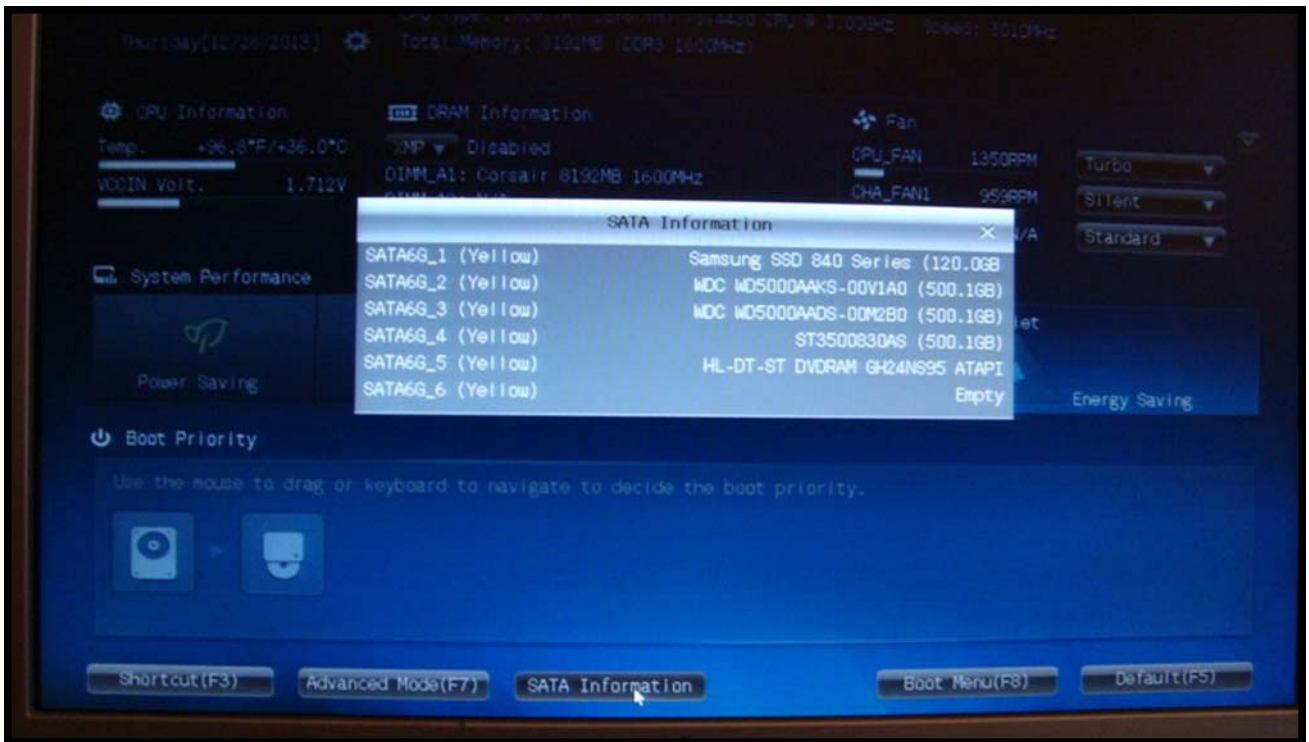 CPU @ 3.00GHz Speed: 3010MHz
Thursday[12/26/2013] Total Memory: 8192MB (DDR3 1600MHz)
CPU Information
DRAM Information
Fan
Temp. +96.8°F/+36.0°C
XMP Disabled
CPU_FAN 1350RPM Turbo
VCCIN Volt. 1.712V
DIMM_A1: Corsair 8192MB 1600MHz
CHA_FAN1 959RPM Silent
N/A Standard
SATA Information ×
SATA6G_1 (Yellow) Samsung SSD 840 Series (120.0GB
SATA6G_2 (Yellow) WDC WD5000AAKS-00V1A0 (500.1GB)
SATA6G_3 (Yellow) WDC WD5000AADS-00M2B0 (500.1GB)
SATA6G_4 (Yellow) ST3500830AS (500.1GB)
SATA6G_5 (Yellow) HL-DT-ST DVDRAM GH24NS95 ATAPI
SATA6G_6 (Yellow) Empty
System Performance
Power Saving
Energy Saving
Boot Priority
Use the mouse to drag or keyboard to navigate to decide the boot priority.
Shortcut(F3) Advanced Mode(F7) SATA Information Boot Menu(F8) Default(F5)